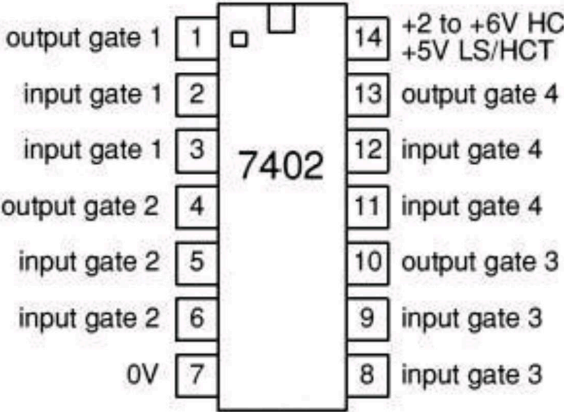 output gate 1 1 14 +2 to +6V HC
+5V LS/HCT
input gate 1 2 13 output gate 4
input gate 1 3 12 input gate 4
7402
output gate 2 4 11 input gate 4
input gate 2 5 10 output gate 3
input gate 2 6 9 input gate 3
0V 7 8 input gate 3